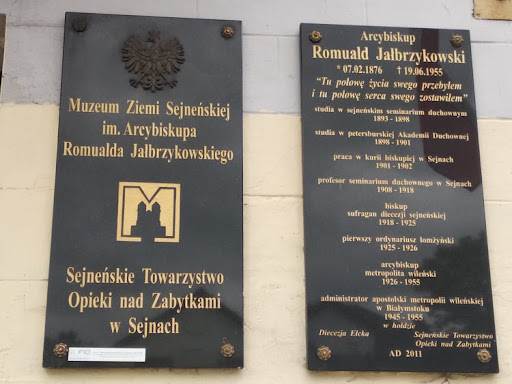 Muzeum Ziemi Sejneńskiej
im. Arcybiskupa
Romualda Jałbrzykowskiego
M
Sejneńskie Towarzystwo
Opieki nad Zabytkami
w Sejnach
Arcybiskup
Romuald Jałbrzykowski
* 07.02.1876 † 19.06.1955
"Tu połowę życia swego przebyłem
i tu połowę serca swego zostawiłem"
studia w sejneńskim seminarium duchownym
1893 - 1898
studia w petersburskiej Akademii Duchownej
1898 - 1901
praca w kurii biskupiej w Sejnach
1901 - 1902
profesor seminarium duchownego w Sejnach
1908 - 1918
biskup
sufragan diecezji sejneńskiej
1918 - 1925
pierwszy ordynariusz łomżyński
1925 - 1926
arcybiskup
metropolita wileński
1926 - 1955
administrator apostolski metropolii wileńskiej
w Białymstoku
1945 - 1955
w hołdzie
Diecezja Ełcka Sejneńskie Towarzystwo
Opieki nad Zabytkami
AD 2011